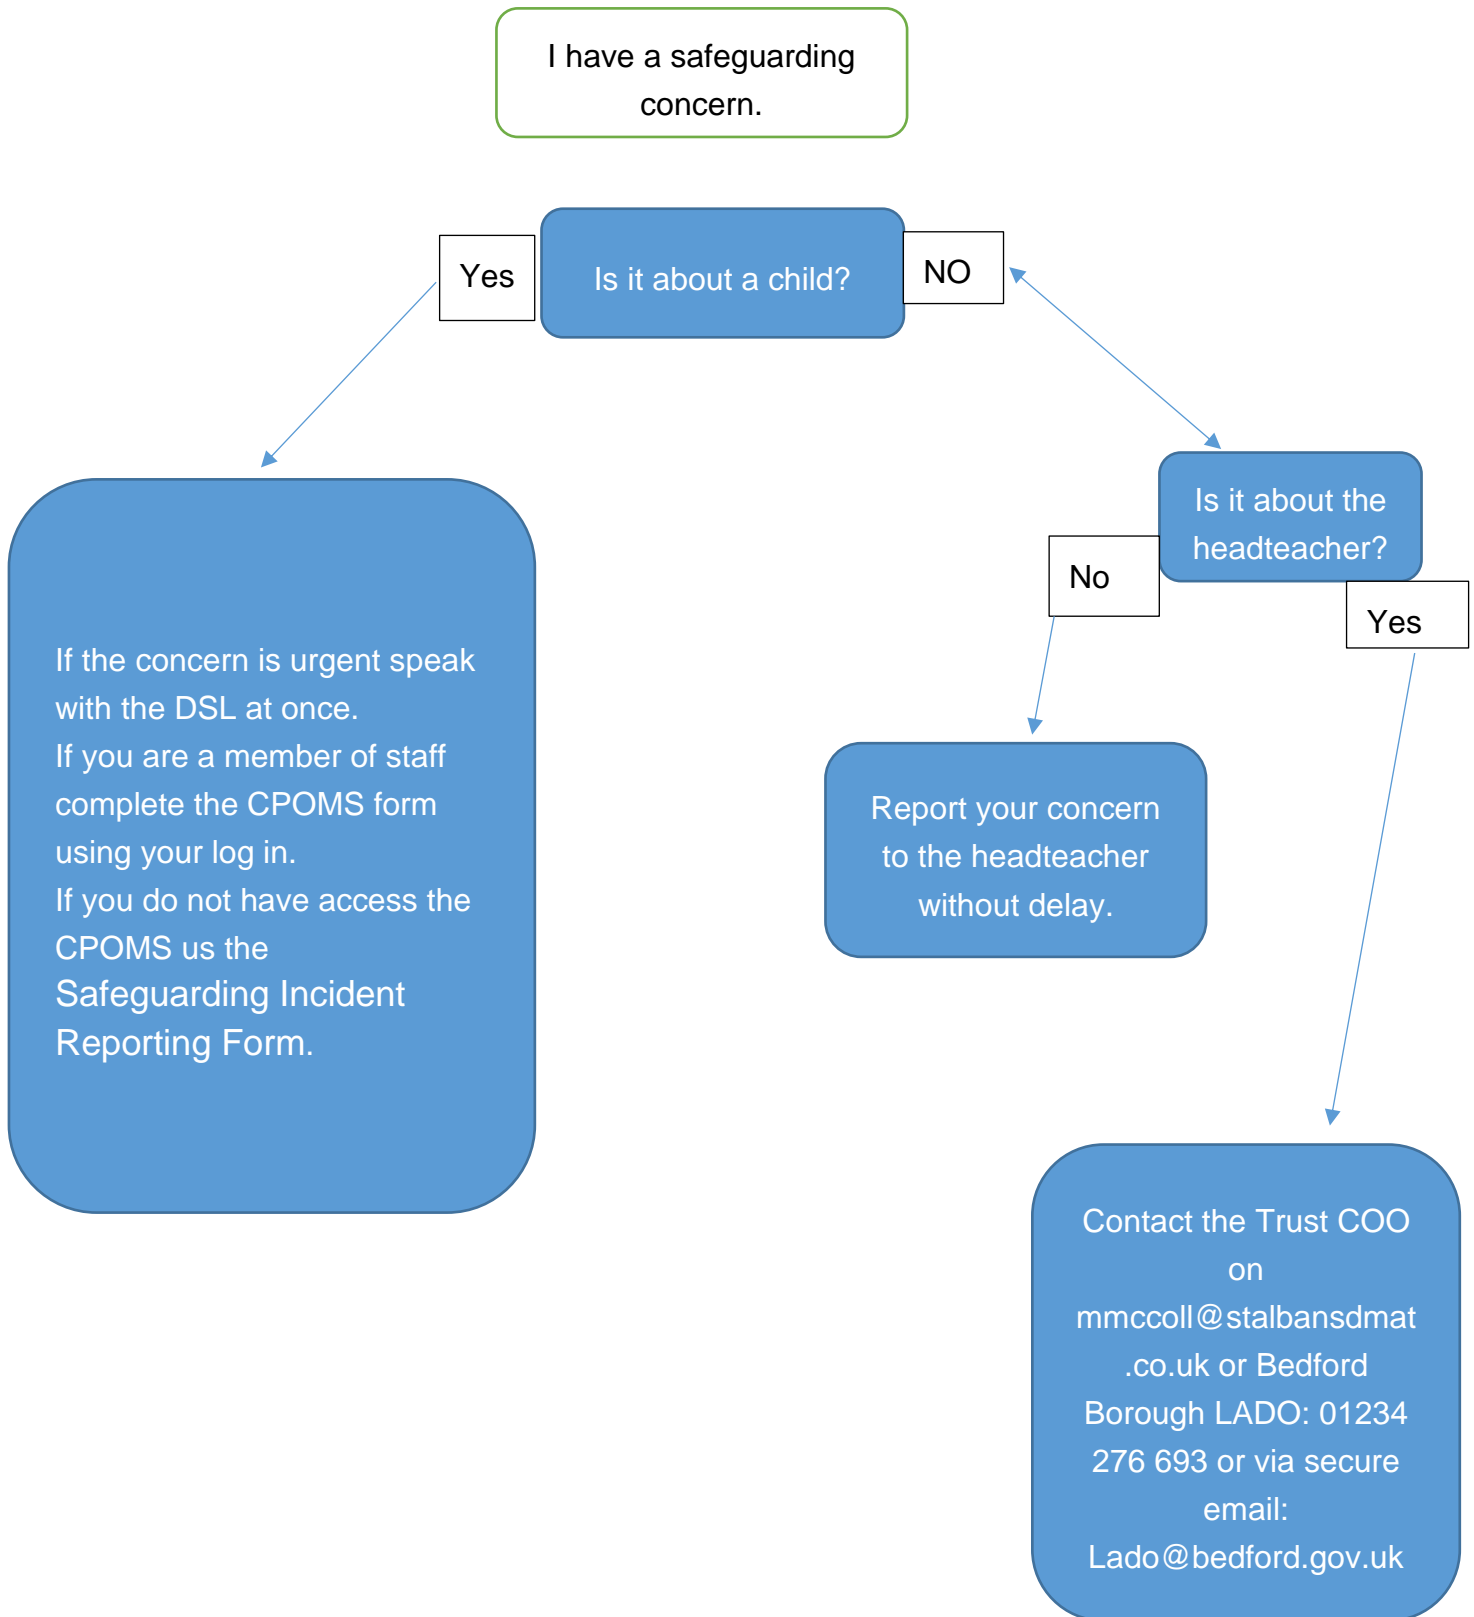 I have a safeguarding
concern.
Yes
Is it about a child?
NO
Is it about the
headteacher?
No
Yes
If the concern is urgent speak
with the DSL at once.
If you are a member of staff
complete the CPOMS form
using your log in.
If you do not have access the
CPOMS us the
Safeguarding Incident
Reporting Form.
Report your concern
to the headteacher
without delay.
Contact the Trust COO
on
mmccoll@stalbansdmat
.co.uk or Bedford
Borough LADO: 01234
276 693 or via secure
email:
Lado@bedford.gov.uk